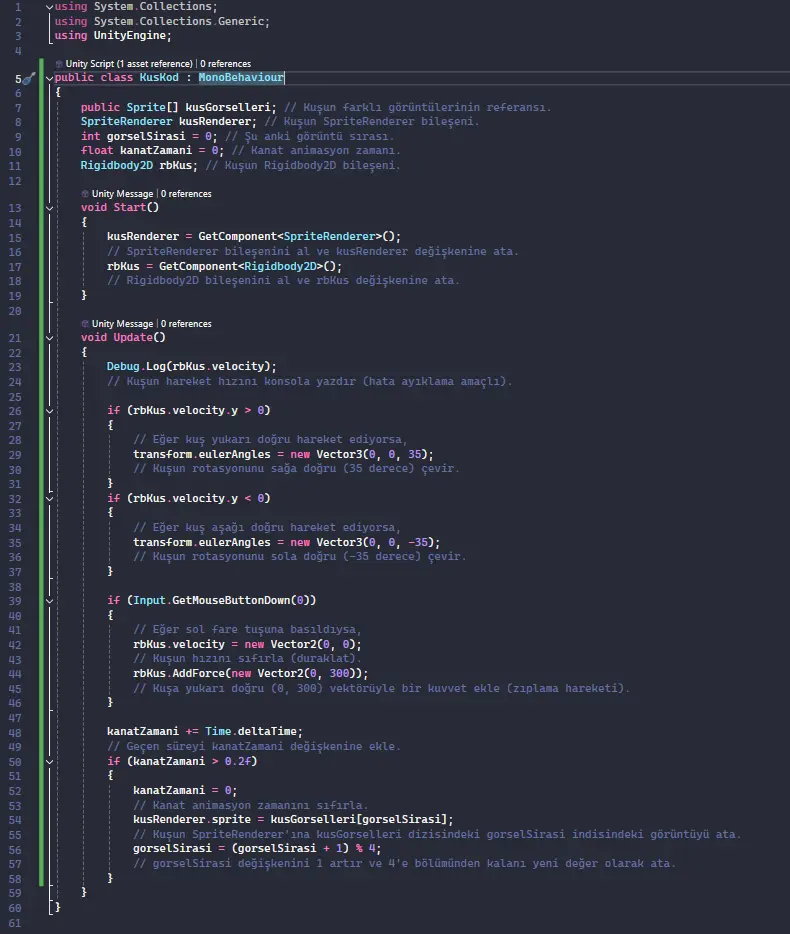 1 using System.Collections;
2 using System.Collections.Generic;
3 using UnityEngine;
4
Unity Script (1 asset reference) | 0 references
5 public class KusKod : MonoBehaviour
6 {
7 public Sprite[] kusGorselleri; // Kuşun farklı görüntülerinin referansı.
8 SpriteRenderer kusRenderer; // Kuşun SpriteRenderer bileşeni.
9 int gorselSirasi = 0; // Şu anki görüntü sırası.
10 float kanatZamani = 0; // Kanat animasyon zamanı.
11 Rigidbody2D rbKus; // Kuşun Rigidbody2D bileşeni.
12
Unity Message | 0 references
13 void Start()
14 {
15 kusRenderer = GetComponent<SpriteRenderer>();
16 // SpriteRenderer bileşenini al ve kusRenderer değişkenine ata.
17 rbKus = GetComponent<Rigidbody2D>();
18 // Rigidbody2D bileşenini al ve rbKus değişkenine ata.
19 }
20
Unity Message | 0 references
21 void Update()
22 {
23 Debug.Log(rbKus.velocity);
24 // Kuşun hareket hızını konsola yazdır (hata ayıklama amaçlı).
25
26 if (rbKus.velocity.y > 0)
27 {
28 // Eğer kuş yukarı doğru hareket ediyorsa,
29 transform.eulerAngles = new Vector3(0, 0, 35);
30 // Kuşun rotasyonunu sağa doğru (35 derece) çevir.
31 }
32 if (rbKus.velocity.y < 0)
33 {
34 // Eğer kuş aşağı doğru hareket ediyorsa,
35 transform.eulerAngles = new Vector3(0, 0, -35);
36 // Kuşun rotasyonunu sola doğru (-35 derece) çevir.
37 }
38
39 if (Input.GetMouseButtonDown(0))
40 {
41 // Eğer sol fare tuşuna basıldıysa,
42 rbKus.velocity = new Vector2(0, 0);
43 // Kuşun hızını sıfırla (duraklat).
44 rbKus.AddForce(new Vector2(0, 300));
45 // Kuşa yukarı doğru (0, 300) vektörüyle bir kuvvet ekle (zıplama hareketi).
46 }
47
48 kanatZamani += Time.deltaTime;
49 // Geçen süreyi kanatZamani değişkenine ekle.
50 if (kanatZamani > 0.2f)
51 {
52 kanatZamani = 0;
53 // Kanat animasyon zamanını sıfırla.
54 kusRenderer.sprite = kusGorselleri[gorselSirasi];
55 // Kuşun SpriteRenderer'ına kusGorselleri dizisindeki gorselSirasi indisindeki görüntüyü ata.
56 gorselSirasi = (gorselSirasi + 1) % 4;
57 // gorselSirasi değişkenini 1 artır ve 4'e bölümünden kalanı yeni değer olarak ata.
58 }
59 }
60 }
61